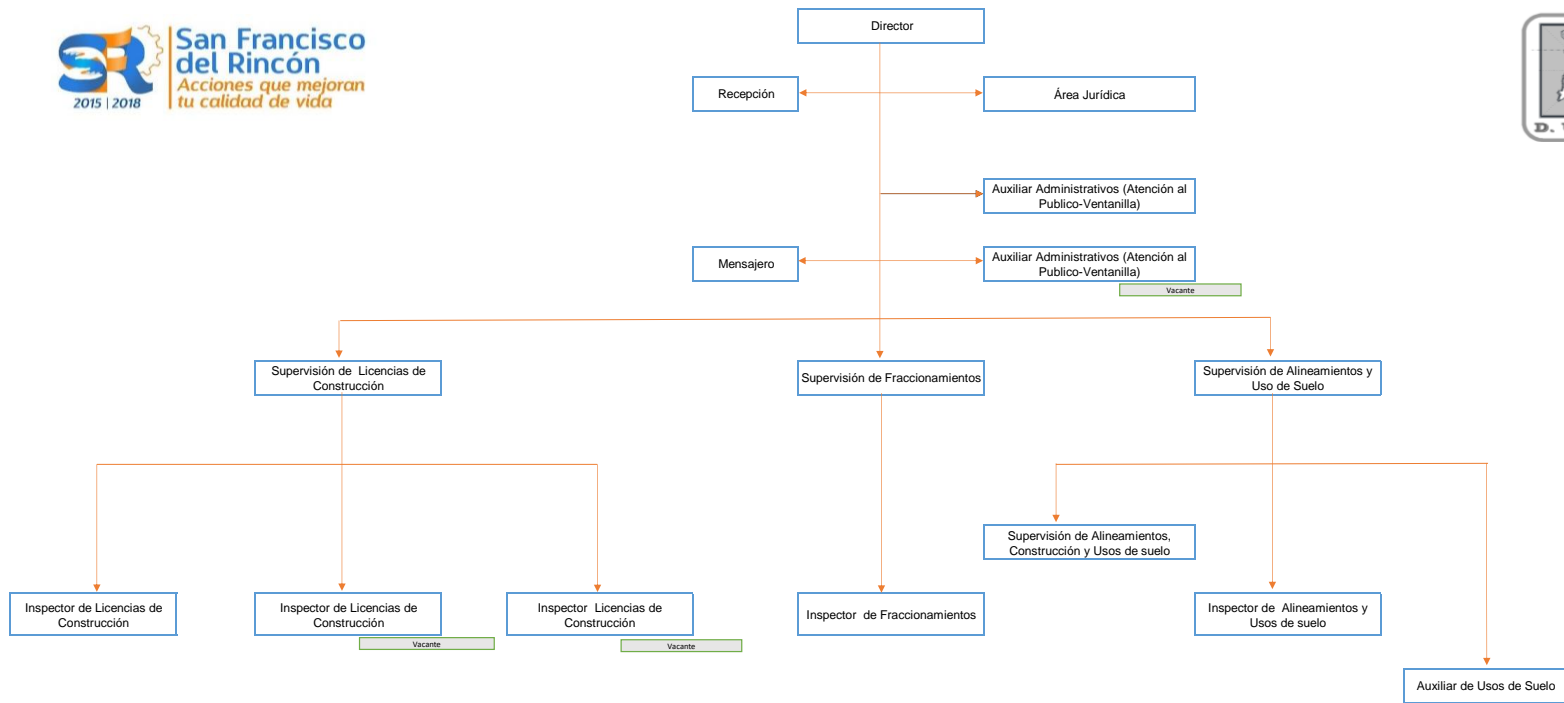 San Francisco
del Rincón
Acciones que mejoran
tu calidad de vida
SR
2015 | 2018
Director
D.
Recepción
Área Jurídica
Auxiliar Administrativos (Atención al
Publico-Ventanilla)
Mensajero
Auxiliar Administrativos (Atención al
Publico-Ventanilla)
Vacante
Supervisión de Licencias de
Construcción
Supervisión de Fraccionamientos
Supervisión de Alineamientos y
Uso de Suelo
Supervisión de Alineamientos,
Construcción y Usos de suelo
Inspector de Licencias de
Construcción
Inspector de Licencias de
Construcción
Vacante
Inspector Licencias de
Construcción
Vacante
Inspector de Fraccionamientos
Inspector de Alineamientos y
Usos de suelo
Auxiliar de Usos de Suelo